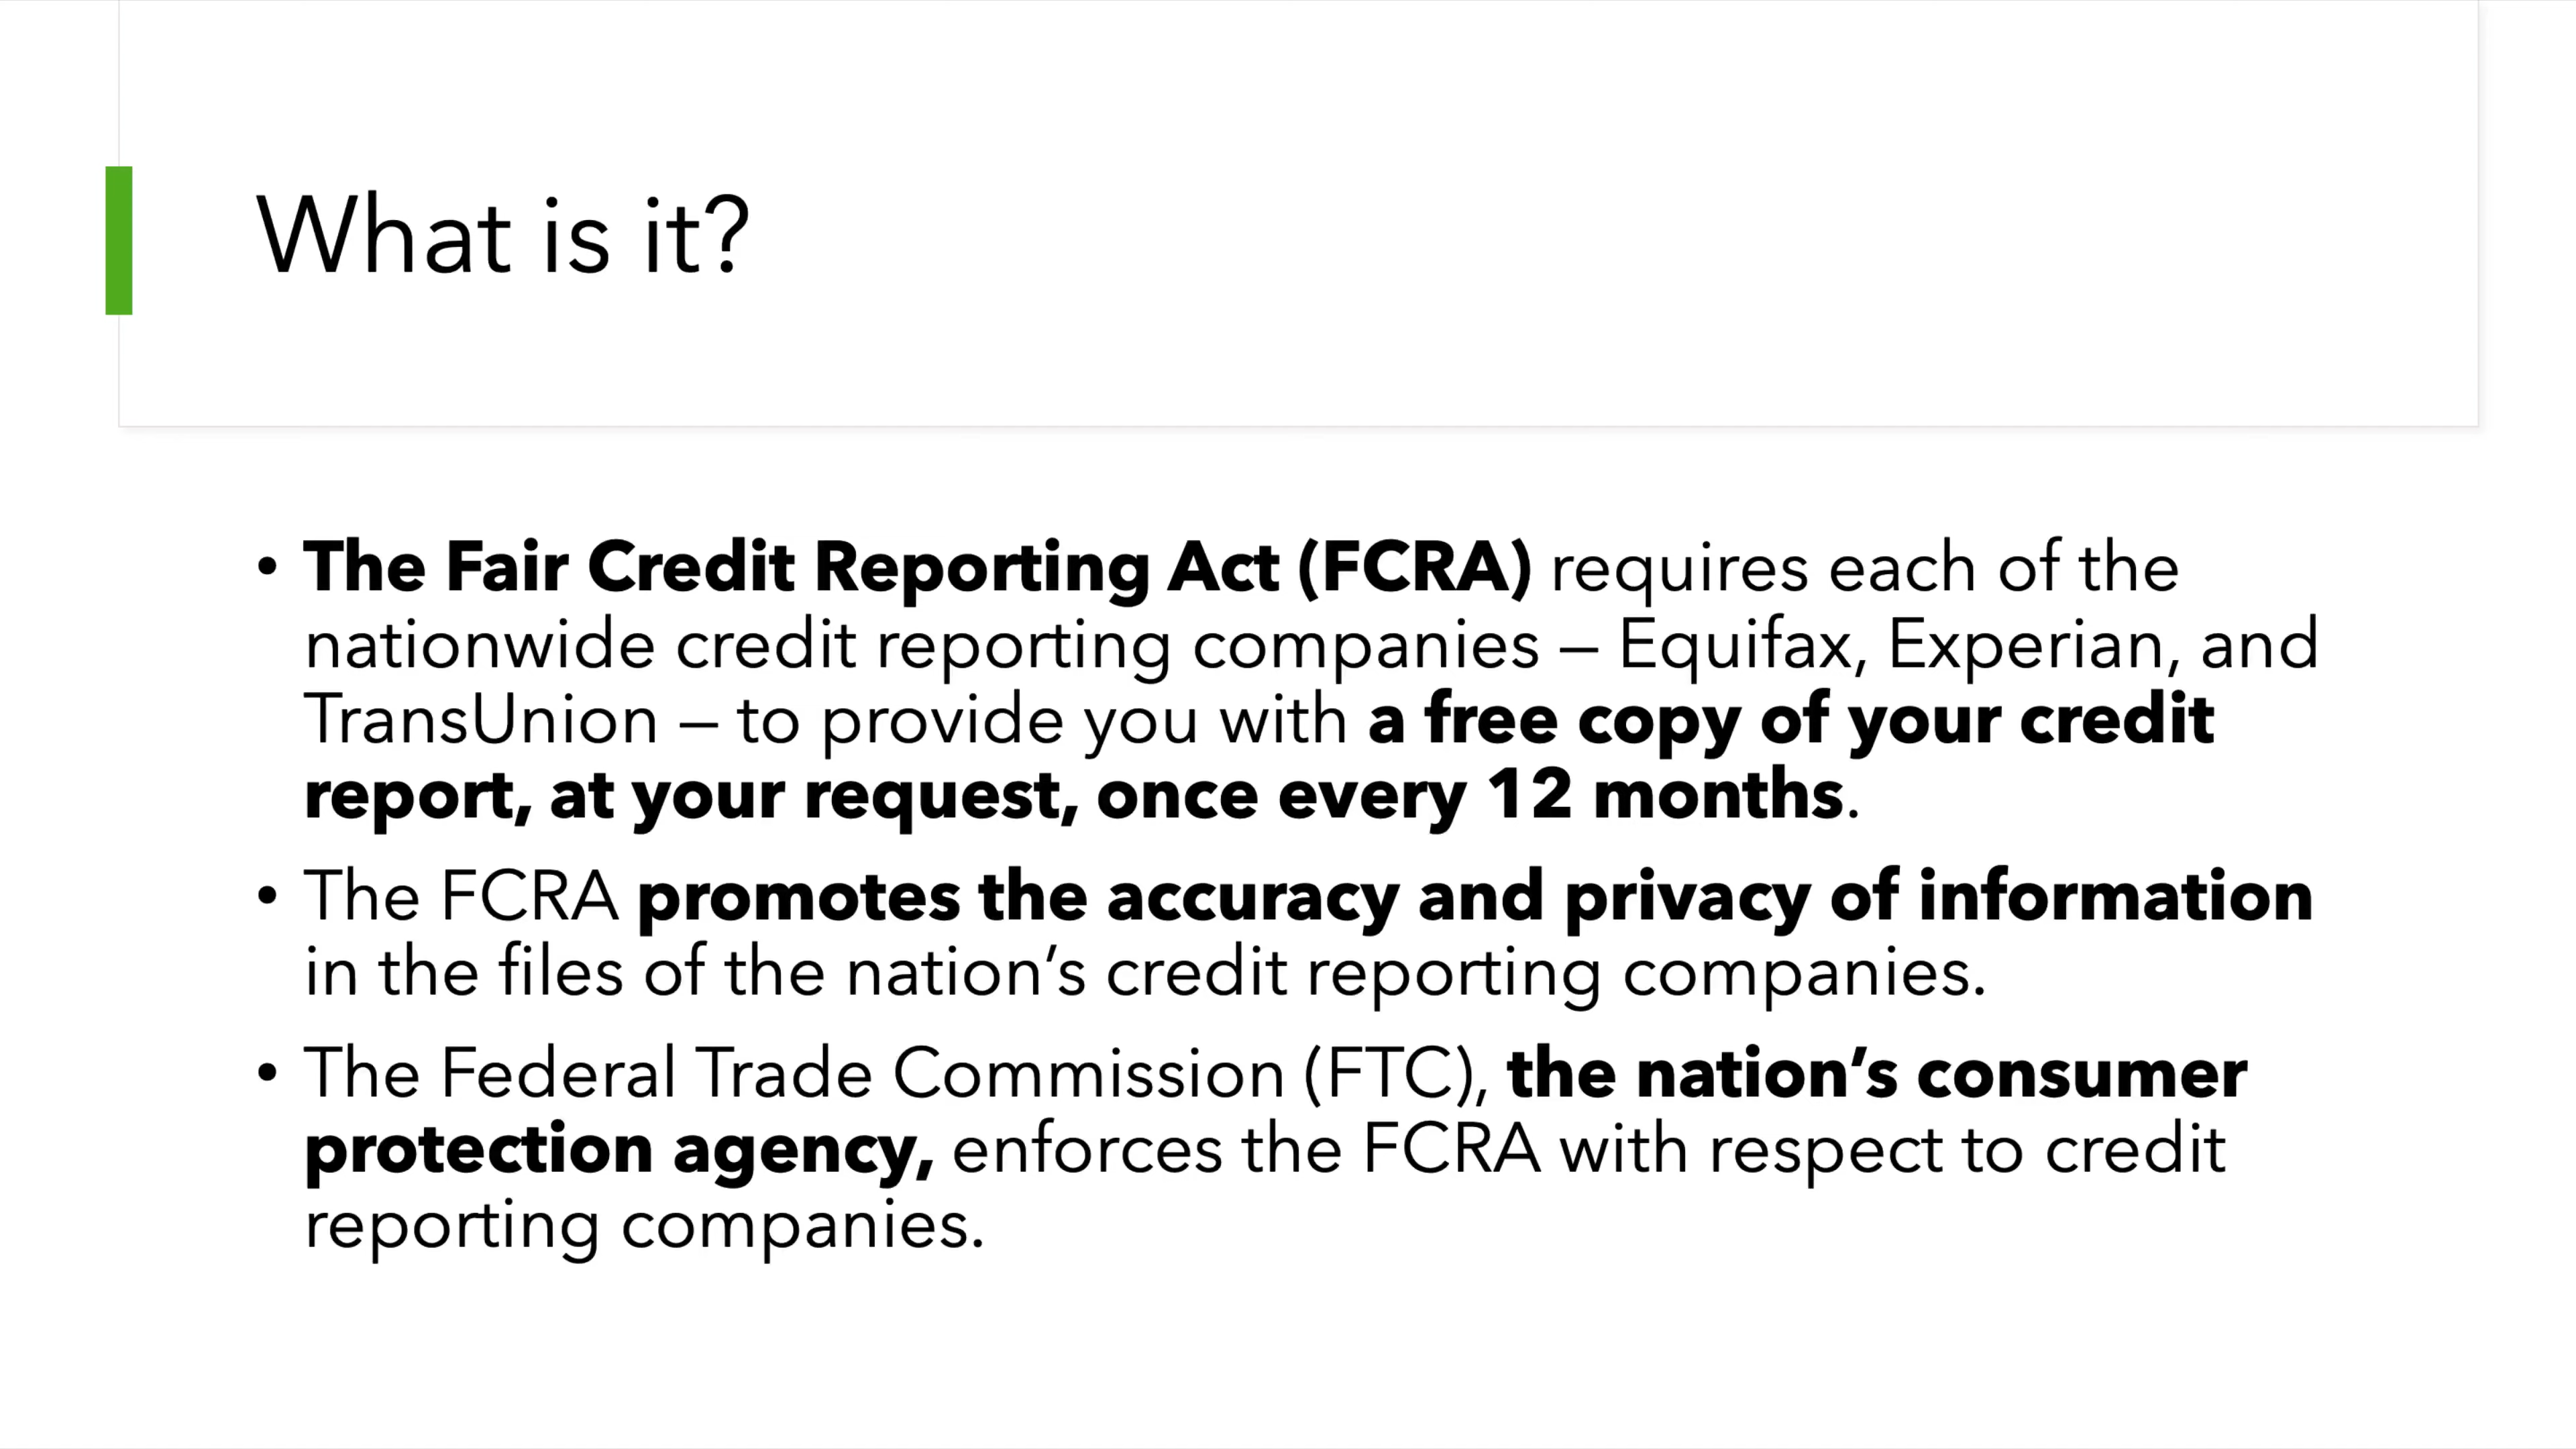 What is it?
• The Fair Credit Reporting Act (FCRA) requires each of the
nationwide credit reporting companies – Equifax, Experian, and
TransUnion – to provide you with a free copy of your credit
report, at your request, once every 12 months.
• The FCRA promotes the accuracy and privacy of information
in the files of the nation’s credit reporting companies.
• The Federal Trade Commission (FTC), the nation’s consumer
protection agency, enforces the FCRA with respect to credit
reporting companies.